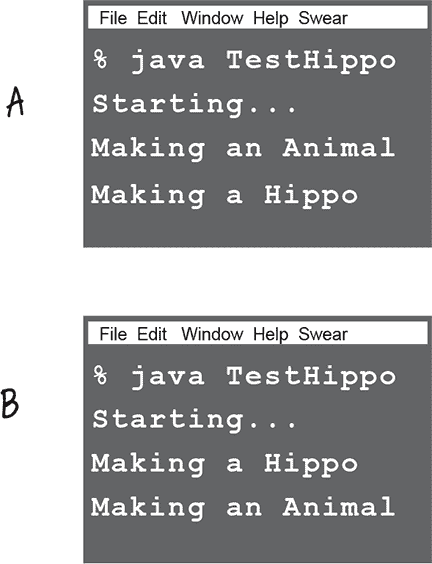 File Edit Window Help Swear
% java TestHippo
A
Starting...
Making an Animal
Making a Hippo
File Edit Window Help Swear
% java TestHippo
B
Starting...
Making a Hippo
Making an Animal